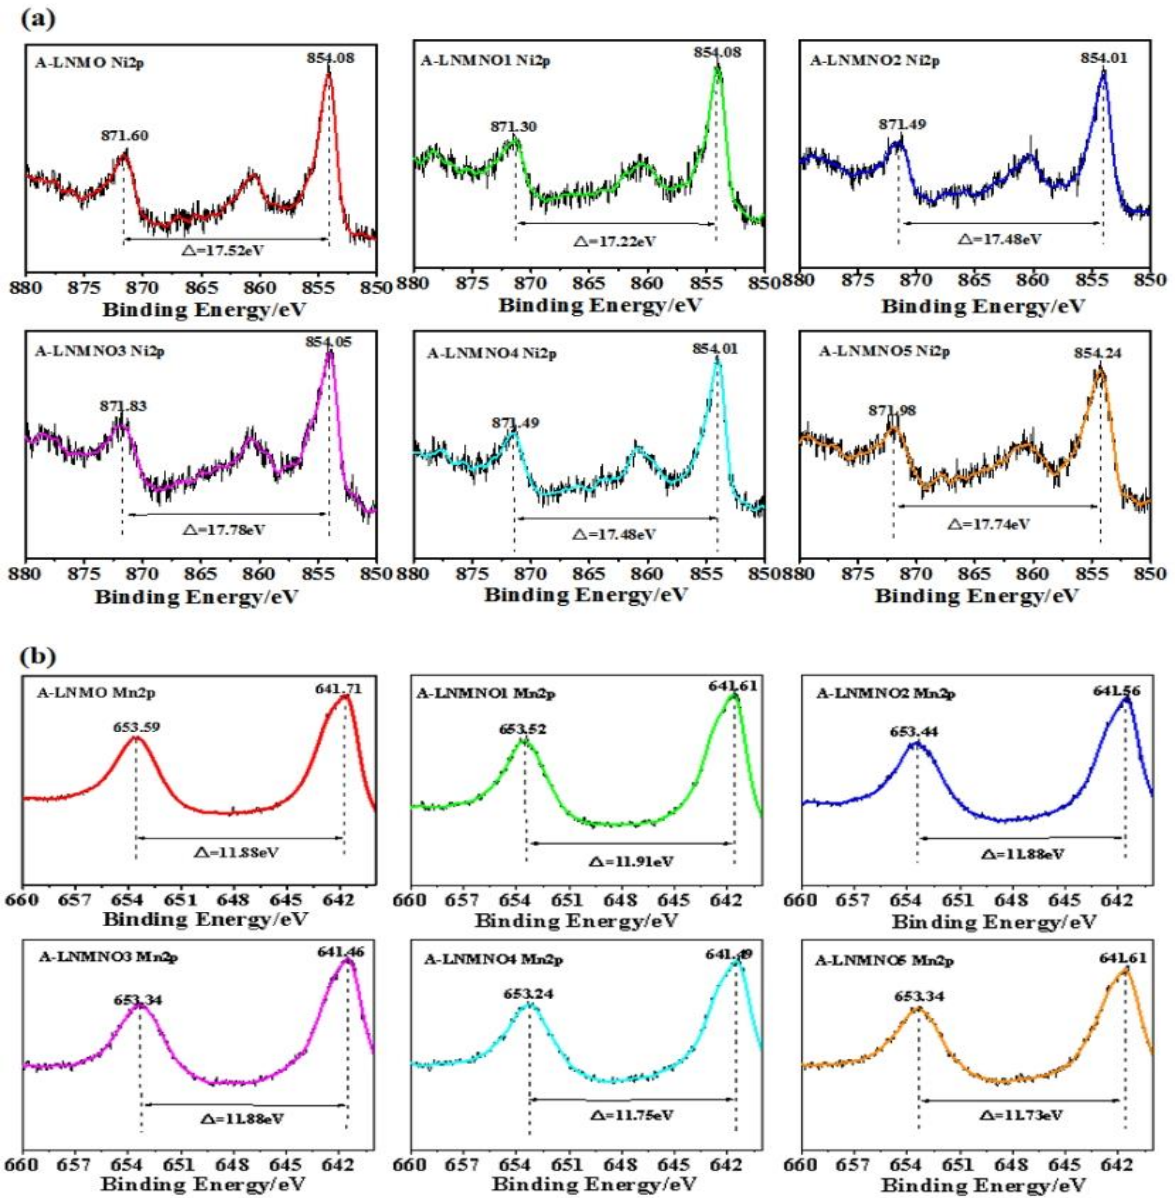 (a)
A-LNMO Ni2p
854.08
871.60
△=17.52eV
880 875 870 865 860 855 850
Binding Energy/eV
A-LNMNO1 Ni2p
854.08
871.30
△=17.22eV
880 875 870 865 860 855 850
Binding Energy/eV
A-LNMNO2 Ni2p
854.01
871.49
△=17.48eV
880 875 870 865 860 855 850
Binding Energy/eV
A-LNMNO3 Ni2p
854.05
871.83
△=17.78eV
880 875 870 865 860 855 850
Binding Energy/eV
A-LNMNO4 Ni2p
854.01
871.49
△=17.48eV
880 875 870 865 860 855 850
Binding Energy/eV
A-LNMNO5 Ni2p
854.24
871.98
△=17.74eV
880 875 870 865 860 855 850
Binding Energy/eV
(b)
A-LNMO Mn2p
641.71
653.59
△=11.88eV
660 657 654 651 648 645 642
Binding Energy/eV
A-LNMNO1 Mn2p
641.61
653.52
△=11.91eV
660 657 654 651 648 645 642
Binding Energy/eV
A-LNMNO2 Mn2p
641.56
653.44
△=11.88eV
660 657 654 651 648 645 642
Binding Energy/eV
A-LNMNO3 Mn2p
641.46
653.34
△=11.88eV
660 657 654 651 648 645 642
Binding Energy/eV
A-LNMNO4 Mn2p
641.49
653.24
△=11.75eV
660 657 654 651 648 645 642
Binding Energy/eV
A-LNMNO5 Mn2p
641.61
653.34
△=11.73eV
660 657 654 651 648 645 642
Binding Energy/eV